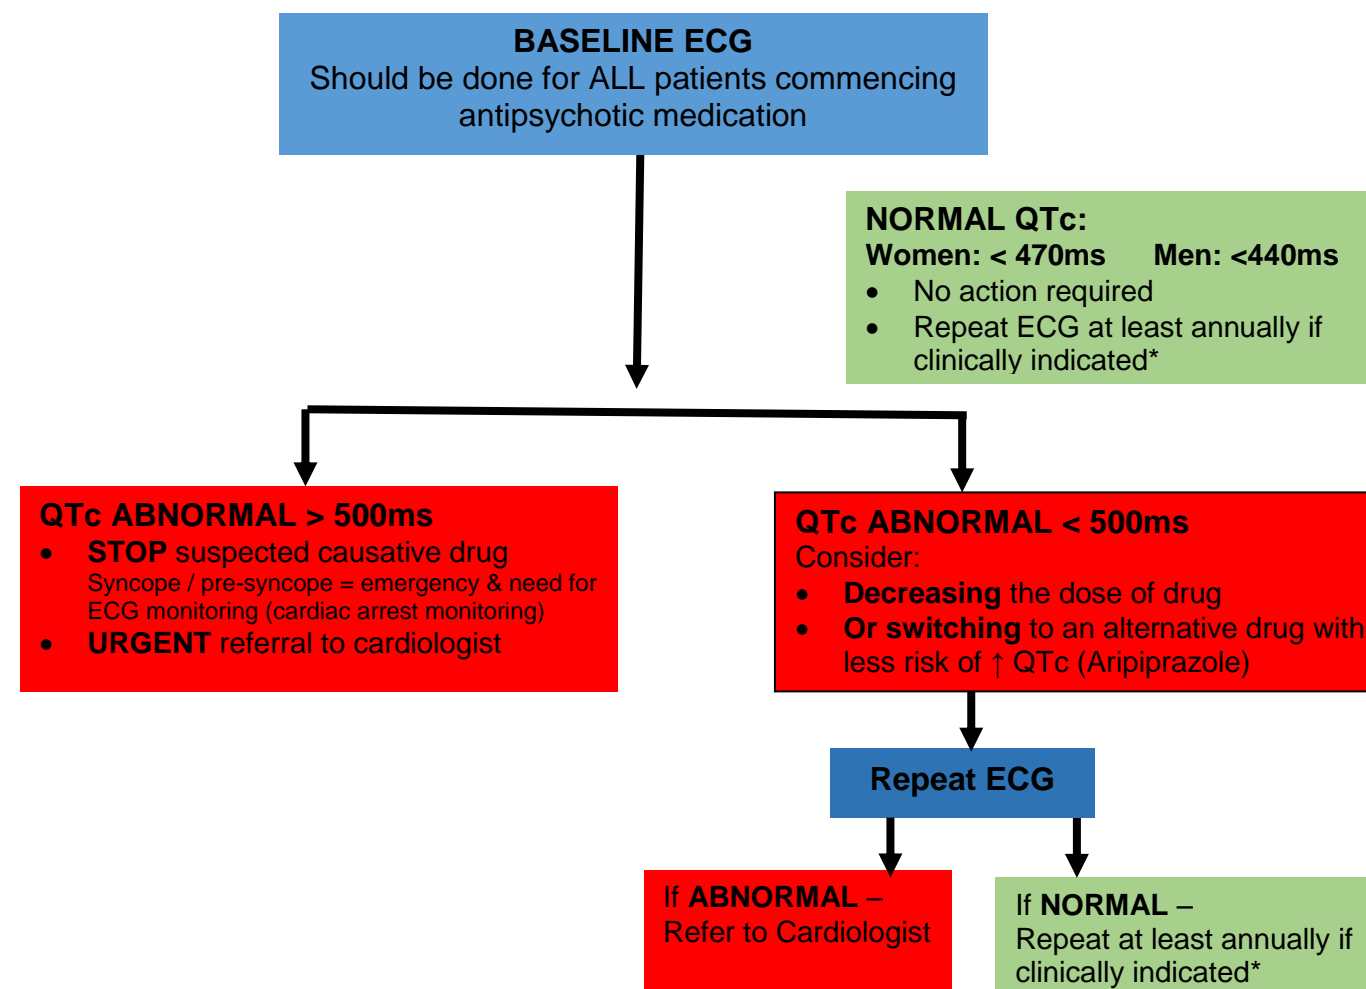 BASELINE ECG
Should be done for ALL patients commencing
antipsychotic medication
NORMAL QTc:
Women: < 470ms Men: <440ms
• No action required
• Repeat ECG at least annually if
clinically indicated*
QTc ABNORMAL > 500ms
• STOP suspected causative drug
Syncope / pre-syncope = emergency & need for
ECG monitoring (cardiac arrest monitoring)
• URGENT referral to cardiologist
QTc ABNORMAL < 500ms
Consider:
• Decreasing the dose of drug
• Or switching to an alternative drug with
less risk of ↑ QTc (Aripiprazole)
Repeat ECG
If ABNORMAL –
Refer to Cardiologist
If NORMAL –
Repeat at least annually if
clinically indicated*